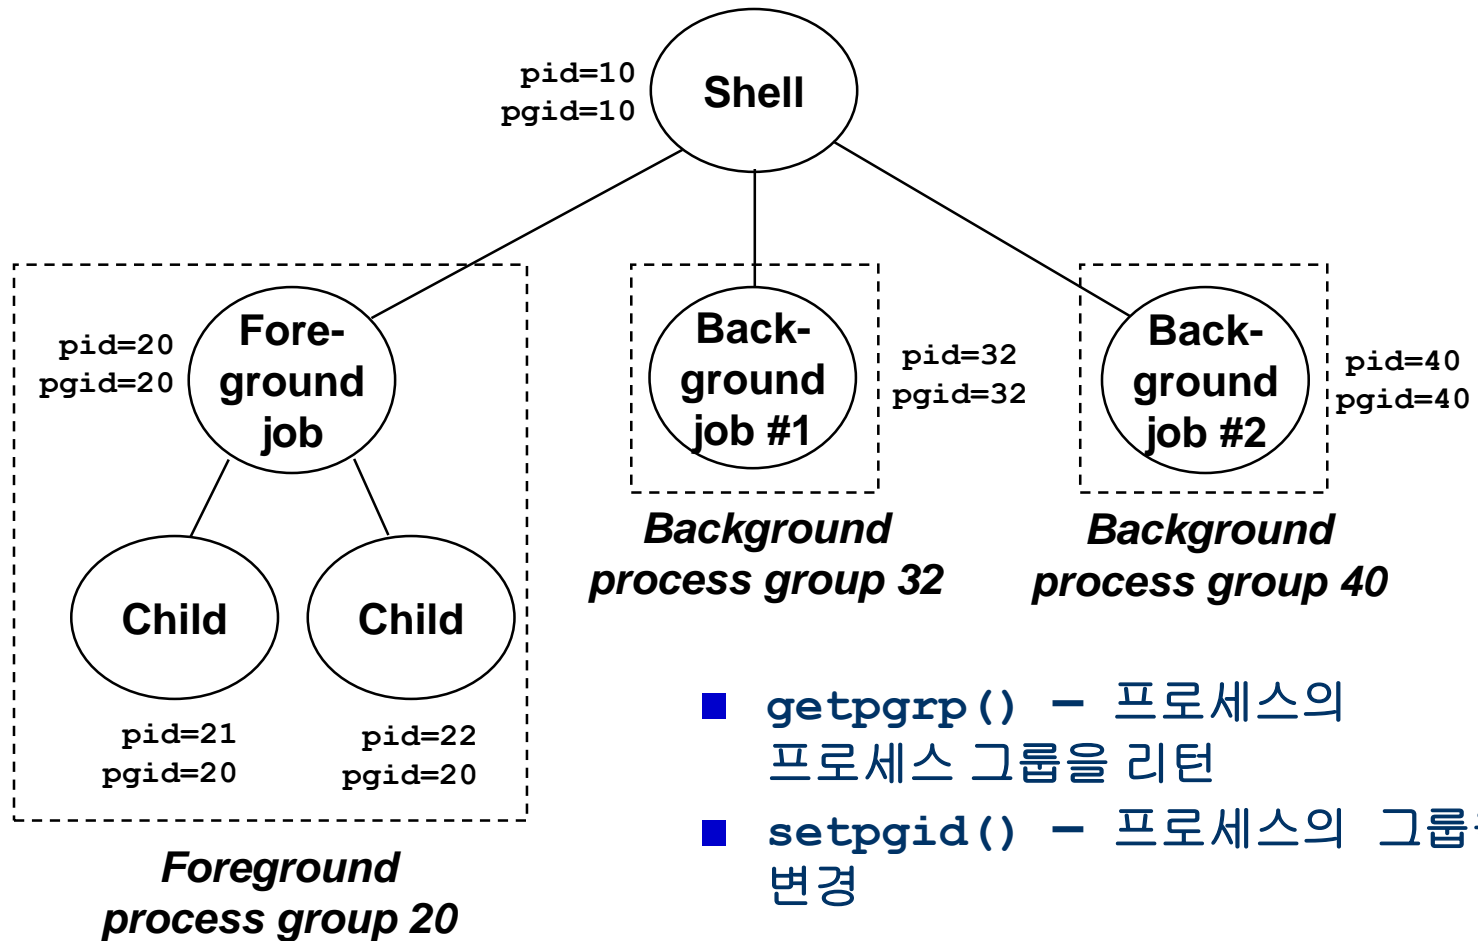 pid=10
pgid=10
Shell
pid=20
pgid=20
Fore-
ground
job
Back-
ground
job #1
pid=32
pgid=32
Back-
ground
job #2
pid=40
pgid=40
Background
process group 32
Background
process group 40
Child
Child
pid=21
pgid=20
pid=22
pgid=20
Foreground
process group 20
■ getpgrp() – 프로세스의
프로세스 그룹을 리턴
■ setpgid() – 프로세스의 그룹
변경